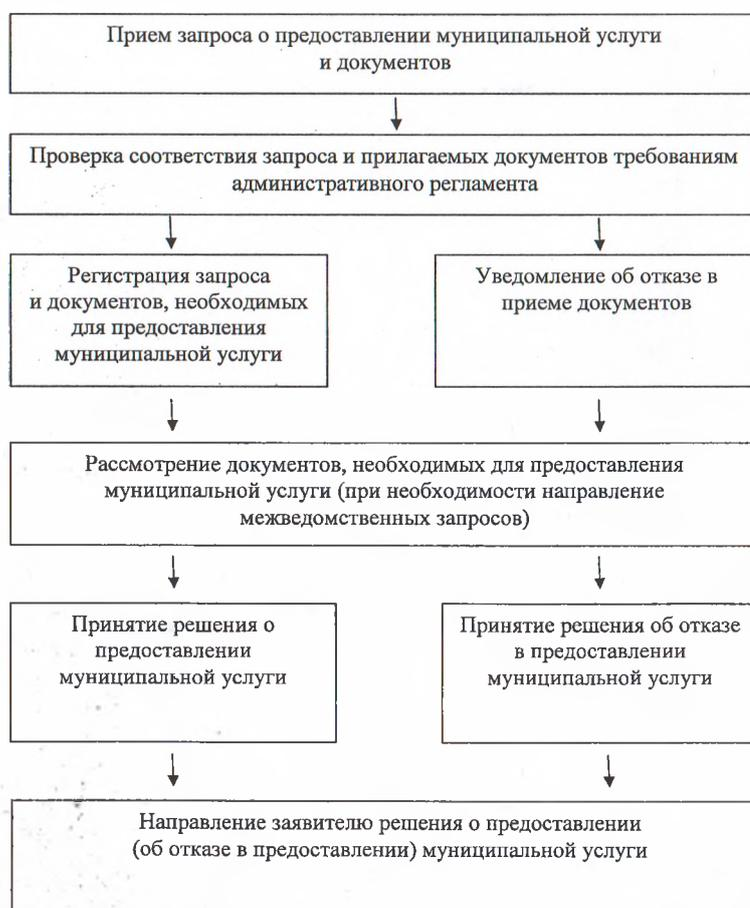 Прием запроса о предоставлении муниципальной услуги
и документов
Проверка соответствия запроса и прилагаемых документов требованиям
административного регламента
Регистрация запроса
и документов, необходимых
для предоставления
муниципальной услуги
Уведомление об отказе в
приеме документов
Рассмотрение документов, необходимых для предоставления
муниципальной услуги (при необходимости направление
межведомственных запросов)
Принятие решения о
предоставлении
муниципальной услуги
Принятие решения об отказе
в предоставлении
муниципальной услуги
Направление заявителю решения о предоставлении
(об отказе в предоставлении) муниципальной услуги